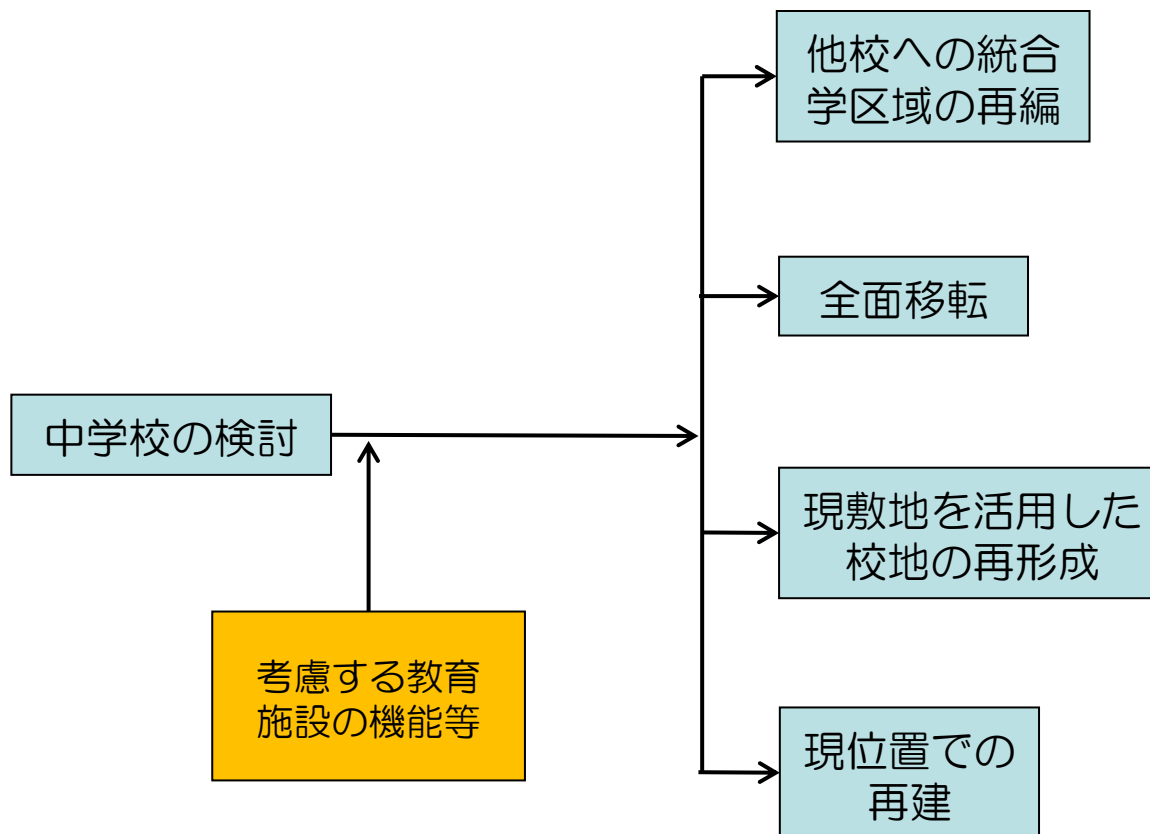 他校への統合
学区域の再編
全面移転
中学校の検討
現敷地を活用した
校地の再形成
考慮する教育
施設の機能等
現位置での
再建